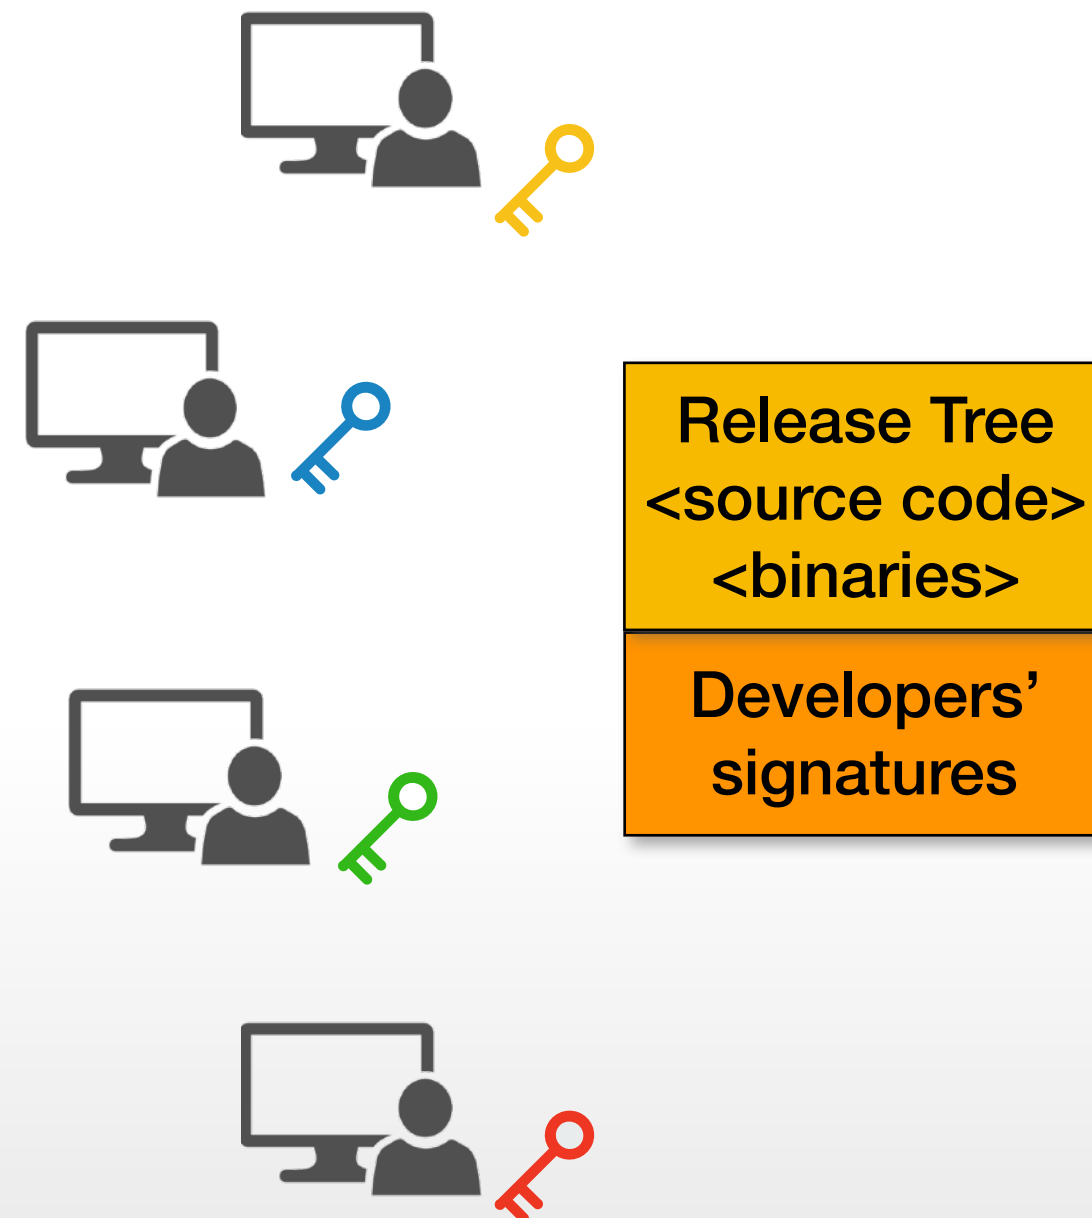 Release Tree
<source code>
<binaries>
Developers’
signatures